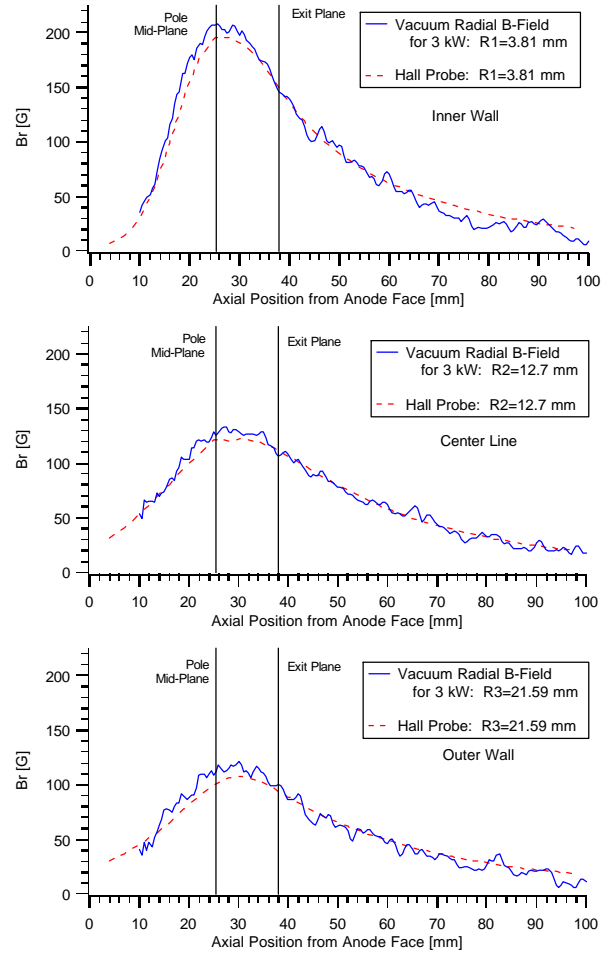 Pole
Mid-Plane
Exit Plane
Vacuum Radial B-Field
for 3 kW: R1=3.81 mm
Hall Probe: R1=3.81 mm
Inner Wall
Br [G]
200
150
100
50
0
0 10 20 30 40 50 60 70 80 90 100
Axial Position from Anode Face [mm]
Pole
Mid-Plane
Exit Plane
Vacuum Radial B-Field
for 3 kW: R2=12.7 mm
Hall Probe: R2=12.7 mm
Center Line
Br [G]
200
150
100
50
0
0 10 20 30 40 50 60 70 80 90 100
Axial Position from Anode Face [mm]
Pole
Mid-Plane
Exit Plane
Vacuum Radial B-Field
for 3 kW: R3=21.59 mm
Hall Probe: R3=21.59 mm
Outer Wall
Br [G]
200
150
100
50
0
0 10 20 30 40 50 60 70 80 90 100
Axial Position from Anode Face [mm]